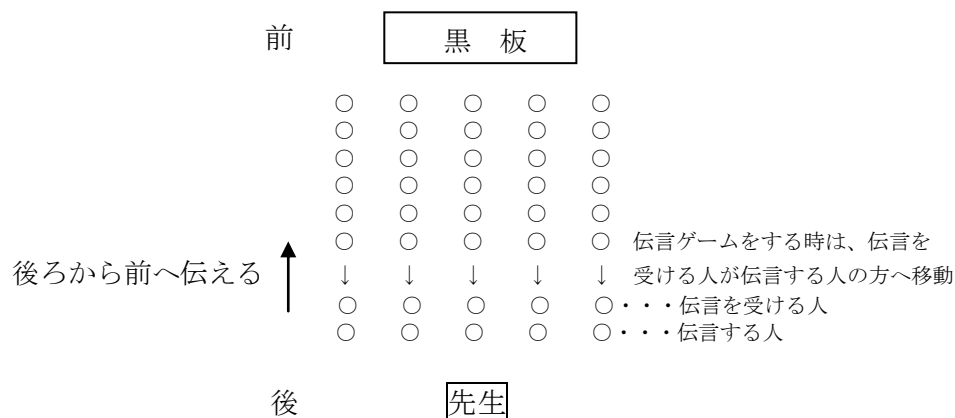 前 黒 板
○ ○ ○ ○ ○
○ ○ ○ ○ ○
○ ○ ○ ○ ○
○ ○ ○ ○ ○
○ ○ ○ ○ ○
○ ○ ○ ○ ○ 伝言ゲームをする時は、伝言を
後ろから前へ伝える ↓ ↓ ↓ ↓ ↓ 受ける人が伝言する人の方へ移動
○ ○ ○ ○ ○・・・伝言を受ける人
○ ○ ○ ○ ○・・・伝言する人
後 先生